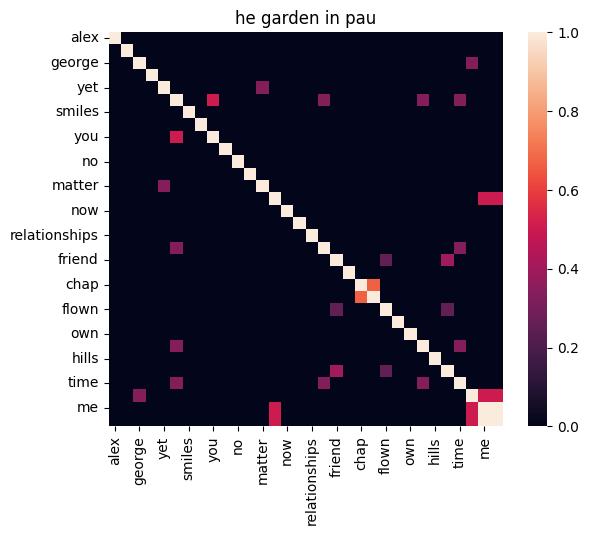 he garden in pau
alex
george
yet
smiles
you
no
matter
now
relationships
friend
chap
flown
own
hills
time
me
alex
george
yet
smiles
you
no
matter
now
relationships
friend
chap
flown
own
hills
time
me
1.0
0.8
0.6
0.4
0.2
0.0